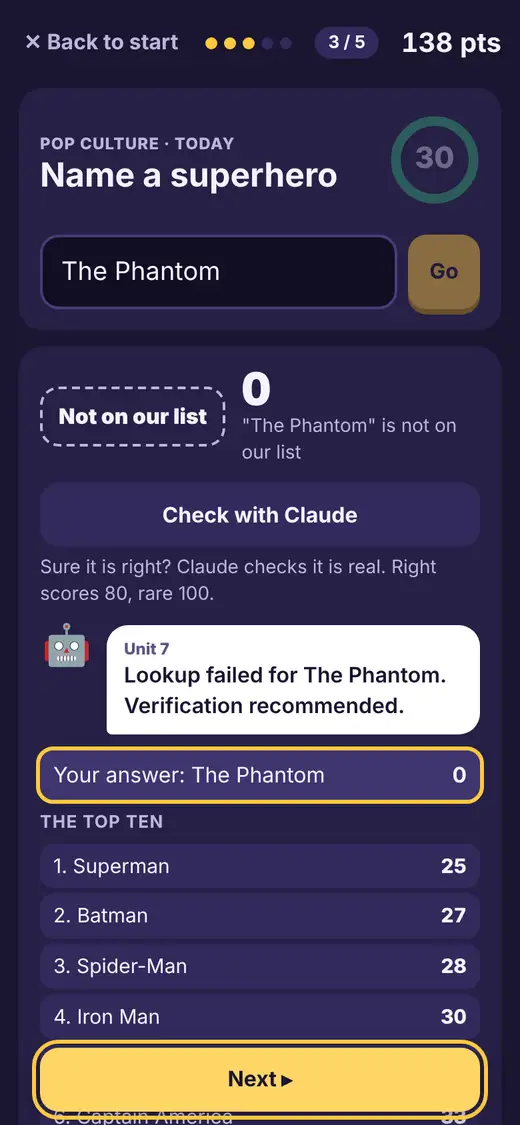 ✕ Back to start
3 / 5
138 pts
POP CULTURE · TODAY
Name a superhero
30
The Phantom
Go
Not on our list
0
"The Phantom" is not on
our list
Check with Claude
Sure it is right? Claude checks it is real. Right
scores 80, rare 100.
Unit 7
Lookup failed for The Phantom.
Verification recommended.
Your answer: The Phantom 0
THE TOP TEN
1. Superman 25
2. Batman 27
3. Spider-Man 28
4. Iron Man 30
Next ▸
6. Captain America 33